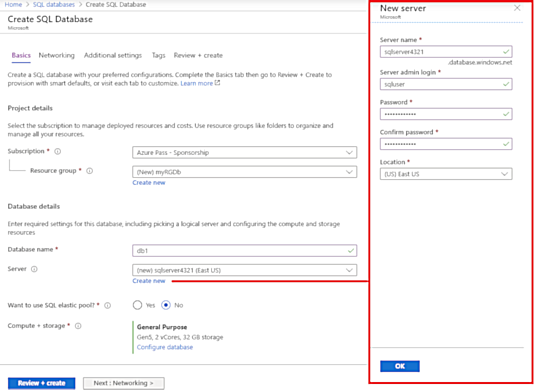 Home > SQL databases > Create SQL Database
Create SQL Database
Microsoft
Basics Networking Additional settings Tags Review + create
Create a SQL database with your preferred configurations. Complete the Basics tab then go to Review + Create to
provision with smart defaults, or visit each tab to customize. Learn more
Project details
Select the subscription to manage deployed resources and costs. Use resource groups like folders to organize and
manage all your resources.
Subscription *
Azure Pass - Sponsorship
Resource group *
(New) myRGDb
Create new
Database details
Enter required settings for this database, including picking a logical server and configuring the compute and storage
resources
Database name *
db1
Server
(new) sqlserver4321 (East US)
Create new
Want to use SQL elastic pool? *
Yes No
Compute + storage *
General Purpose
Gen5, 2 vCores, 32 GB storage
Configure database
Review + create
Next : Networking >
New server
Microsoft
Server name *
sqlserver4321
.database.windows.net
Server admin login *
sqluser
Password *
••••••••••••
Confirm password *
••••••••••••
Location *
(US) East US
OK